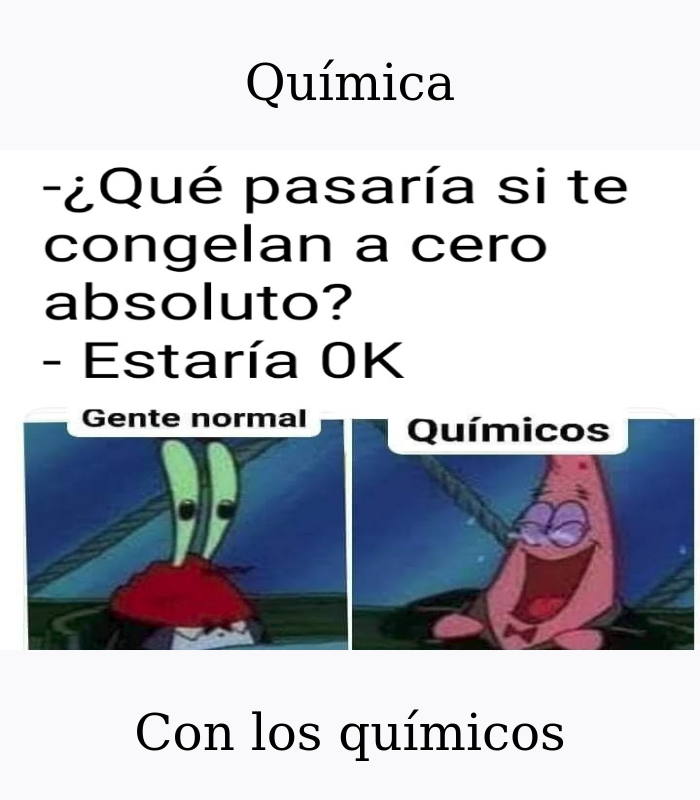 Química
-¿Qué pasaría si te
congelan a cero
absoluto?
- Estaría 0K
Gente normal
Químicos
Con los químicos